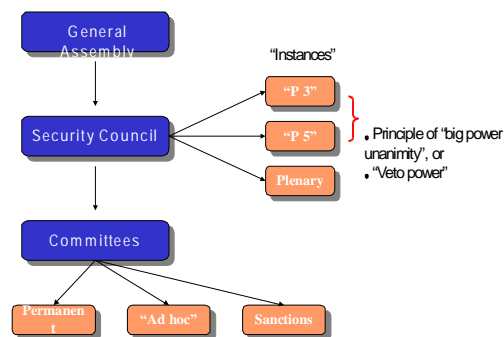 General
Assembly
"Instances"
"P 3"
Security Council
"P 5"
• Principle of "big power
unanimity", or
• "Veto power"
Plenary
Committees
Permanen
t
"Ad hoc"
Sanctions